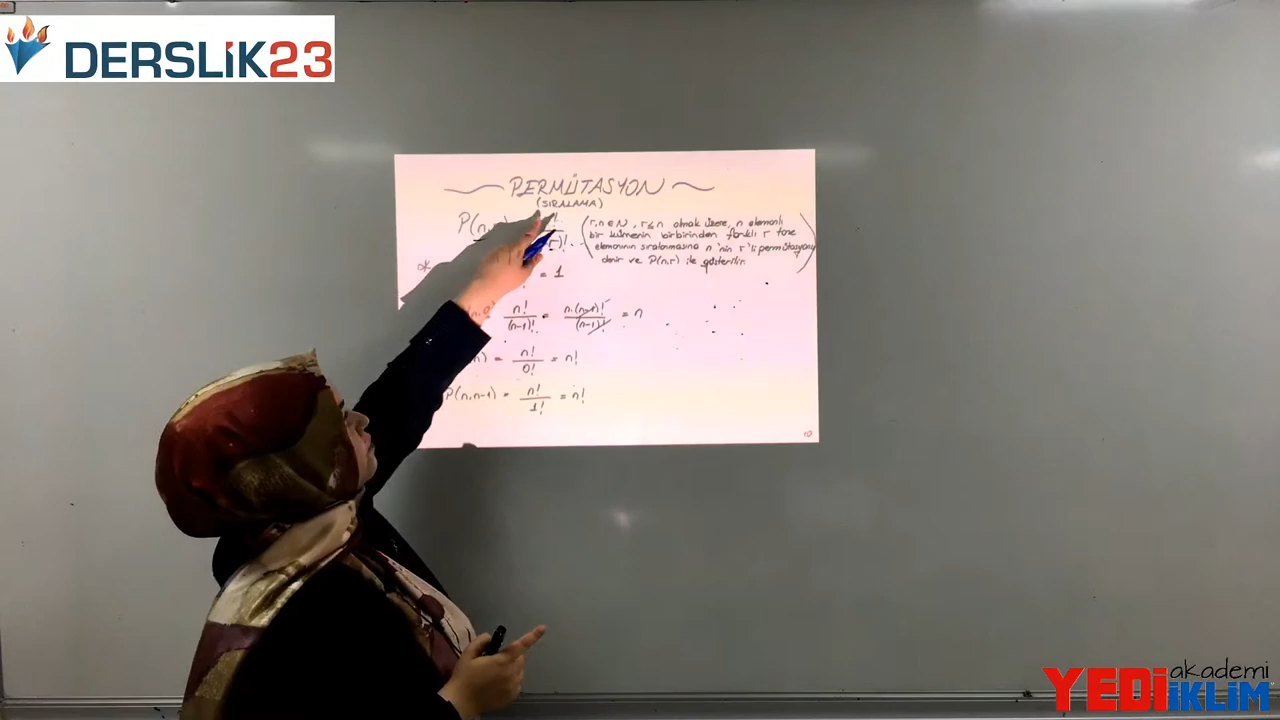 DERSLİK23
PERMÜTASYON
(SIRALAMA)
P(n,
r)!
(r,n ∈ N, r ≤ n olmak üzere, n elemanlı
bir kümenin birbirinden farklı r tane
elemanının sıralanmasına n 'nin r 'li permütasyonu
denir ve P(n,r) ile gösterilir.)
= 1
n! / (n-1)! = n.(n-1)! / (n-1)! = n
n) = n! / 0! = n!
P(n,n-1) = n! / 1! = n!
10
YEDİ İKLİM akademi